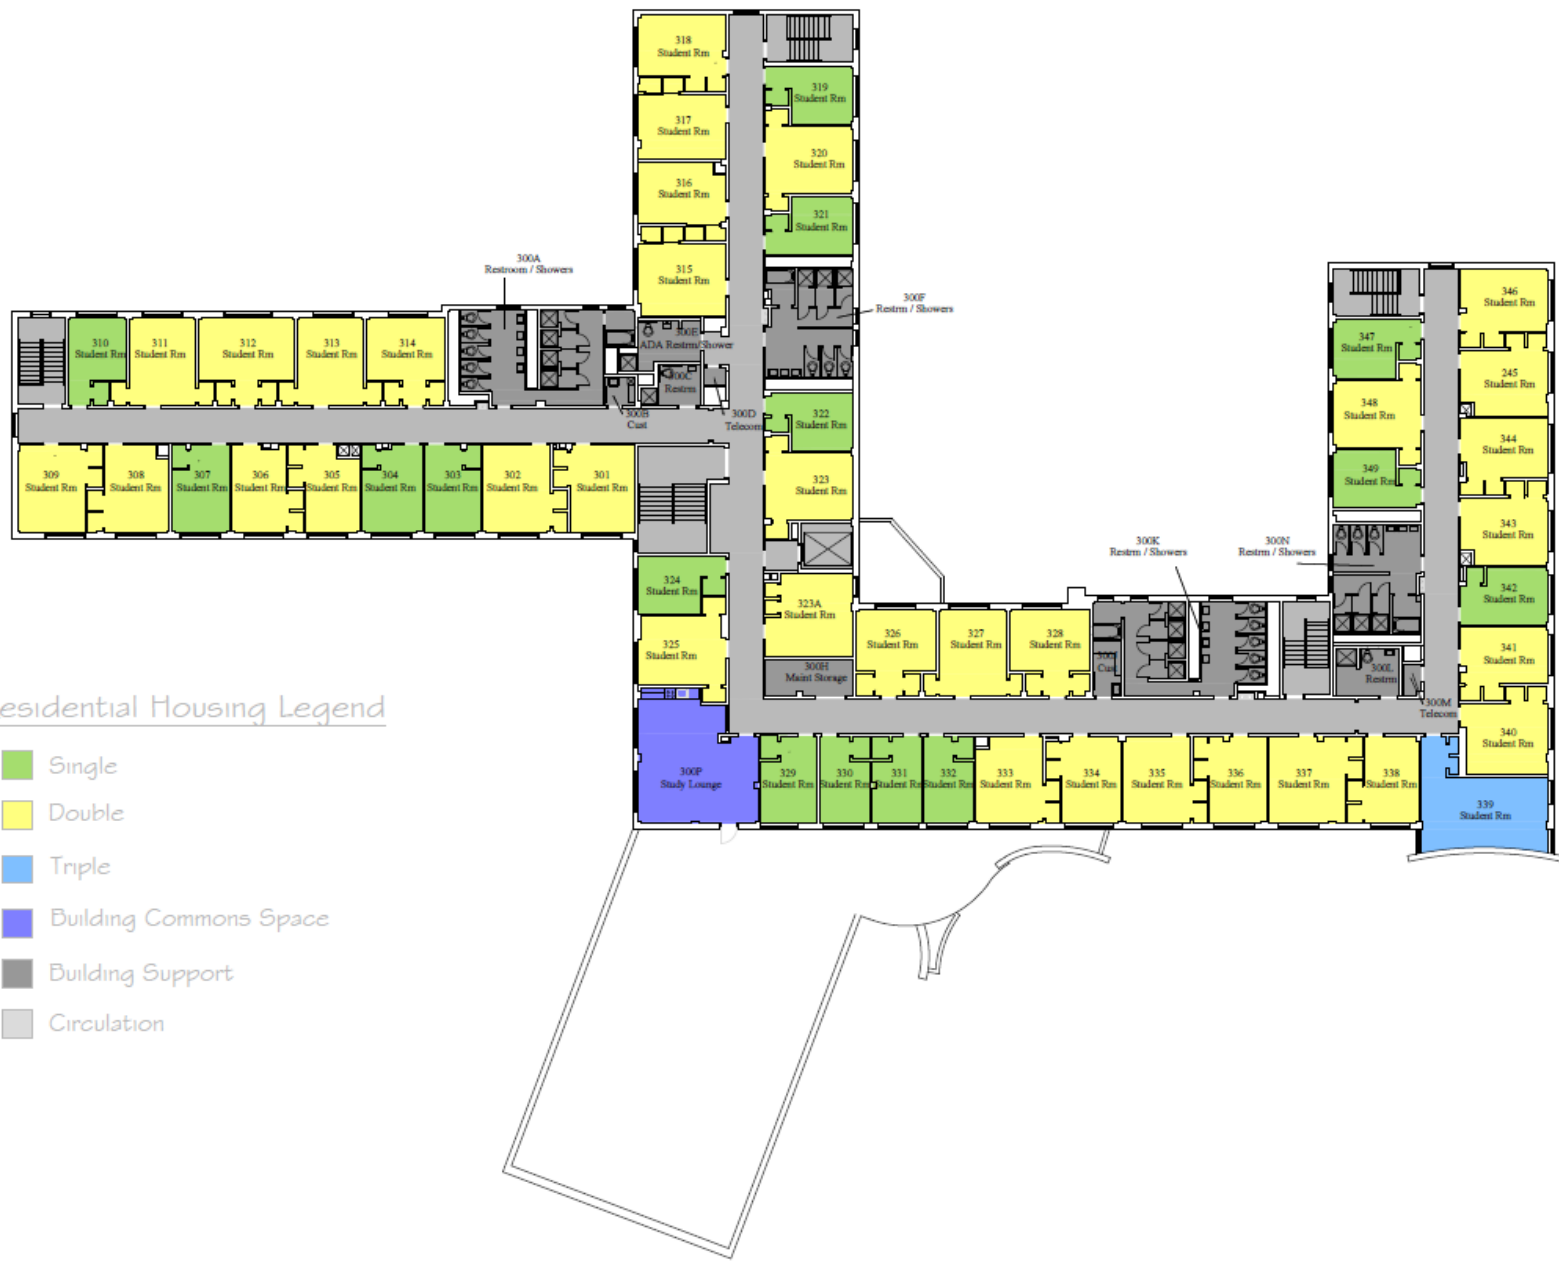 318
Student Rm
319
Student Rm
317
Student Rm
320
Student Rm
316
Student Rm
321
Student Rm
315
Student Rm
300A
Restroom / Showers
300F
Restrm / Showers
300E
ADA Restrm/Shower
300C
Restrm
300B
Cust
300D
Telecom
310
Student Rm
311
Student Rm
312
Student Rm
313
Student Rm
314
Student Rm
309
Student Rm
308
Student Rm
307
Student Rm
306
Student Rm
305
Student Rm
304
Student Rm
303
Student Rm
302
Student Rm
301
Student Rm
322
Student Rm
323
Student Rm
324
Student Rm
325
Student Rm
323A
Student Rm
300H
Maint Storage
326
Student Rm
327
Student Rm
328
Student Rm
300J
Cust
300K
Restrm / Showers
300N
Restrm / Showers
300L
Restrm
300M
Telecom
346
Student Rm
347
Student Rm
245
Student Rm
348
Student Rm
344
Student Rm
349
Student Rm
343
Student Rm
342
Student Rm
341
Student Rm
340
Student Rm
300P
Study Lounge
329
Student Rm
330
Student Rm
331
Student Rm
332
Student Rm
333
Student Rm
334
Student Rm
335
Student Rm
336
Student Rm
337
Student Rm
338
Student Rm
339
Student Rm
esidential Housing Legend
Single
Double
Triple
Building Commons Space
Building Support
Circulation